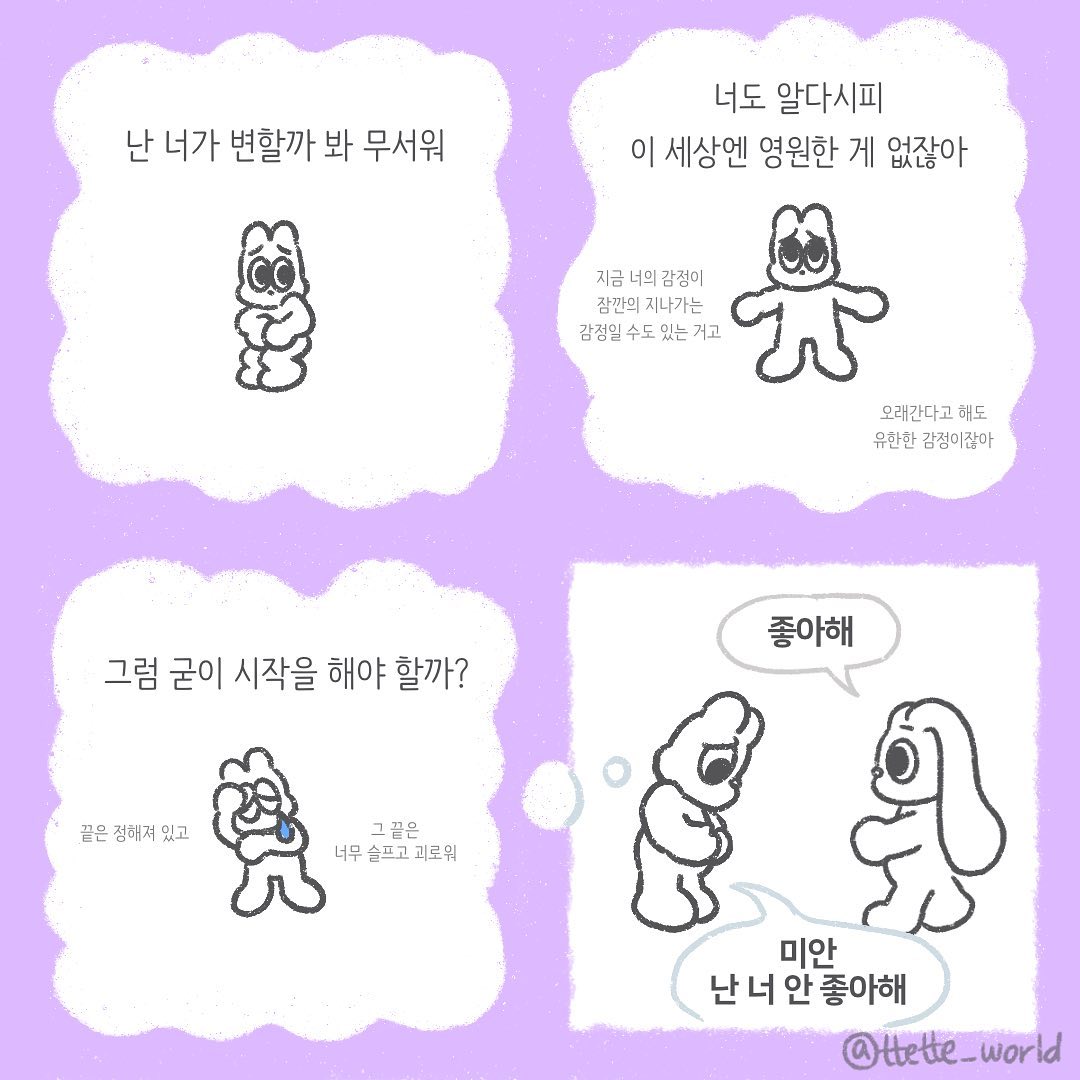 난 너가 변할까 봐 무서워
너도 알다시피
이 세상엔 영원한 게 없잖아
지금 너의 감정이
잠깐의 지나가는
감정일 수도 있는 거고
오래간다고 해도
유한한 감정이잖아
그럼 굳이 시작을 해야 할까?
끝은 정해져 있고
그 끝은
너무 슬프고 괴로워
좋아해
미안
난 너 안 좋아해
@ttette_world